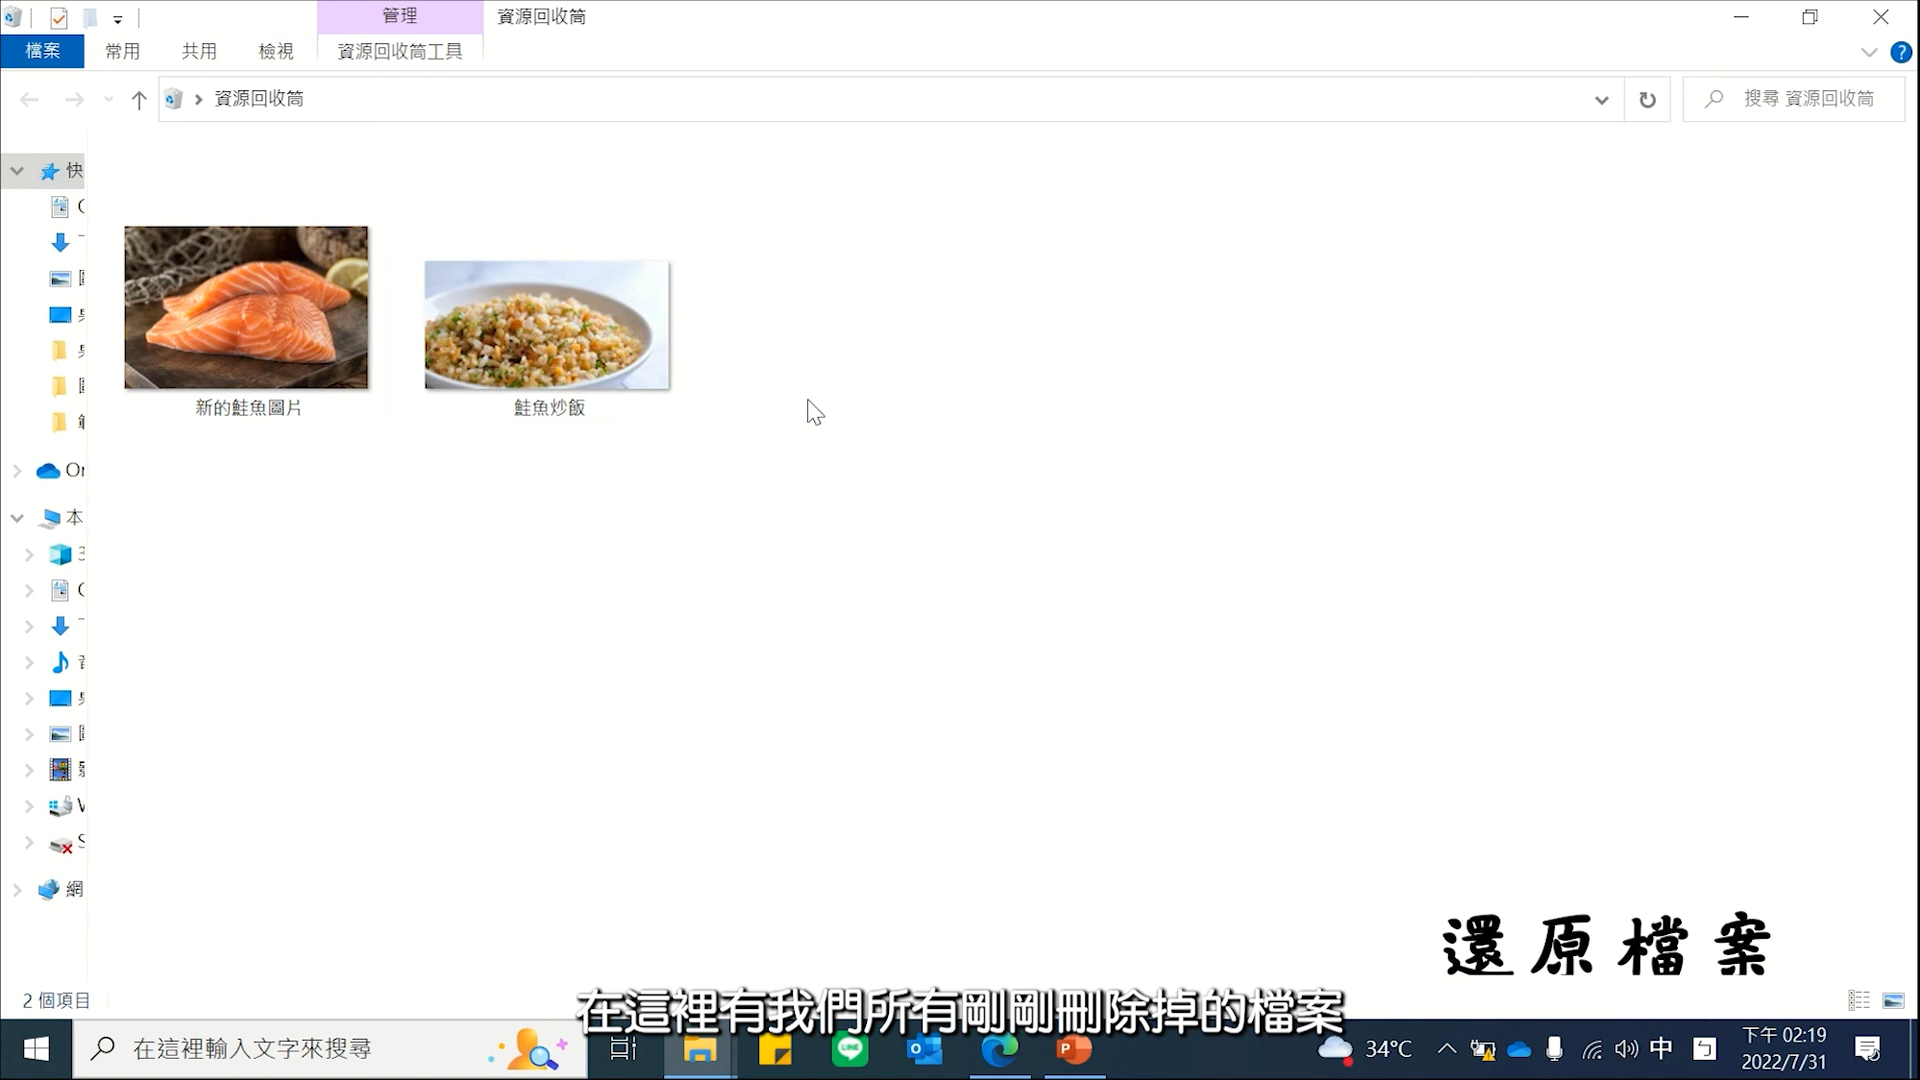 管理
資源回收筒
檔案
常用
共用
檢視
資源回收筒工具
資源回收筒
搜尋 資源回收筒
快
新的鮭魚圖片
鮭魚炒飯
On
本
網
還原檔案
2 個項目
在這裡有我們所有剛剛刪除掉的檔案
在這裡輸入文字來搜尋
34°C
中
下午 02:19
2022/7/31